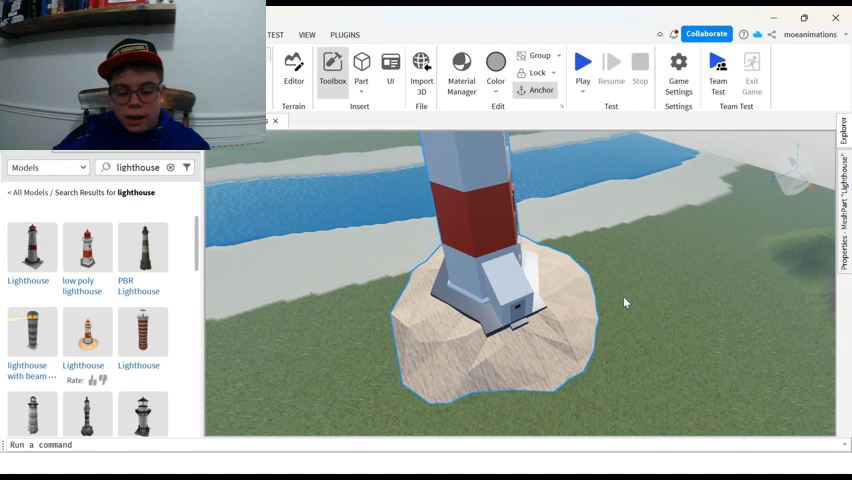 TEST VIEW PLUGINS
Collaborate
moeanimations
Editor
Toolbox
Part
UI
Import
3D
Material
Manager
Color
Group
Lock
Anchor
Play
Resume
Stop
Game
Settings
Team
Test
Exit
Game
Terrain
Insert
File
Edit
Test
Settings
Team Test
Models
lighthouse
< All Models / Search Results for lighthouse
Lighthouse
low poly
lighthouse
PBR
Lighthouse
lighthouse
with beam ...
Lighthouse
Rate:
Lighthouse
Explorer
Properties - MeshPart "Lighthouse"
Run a command